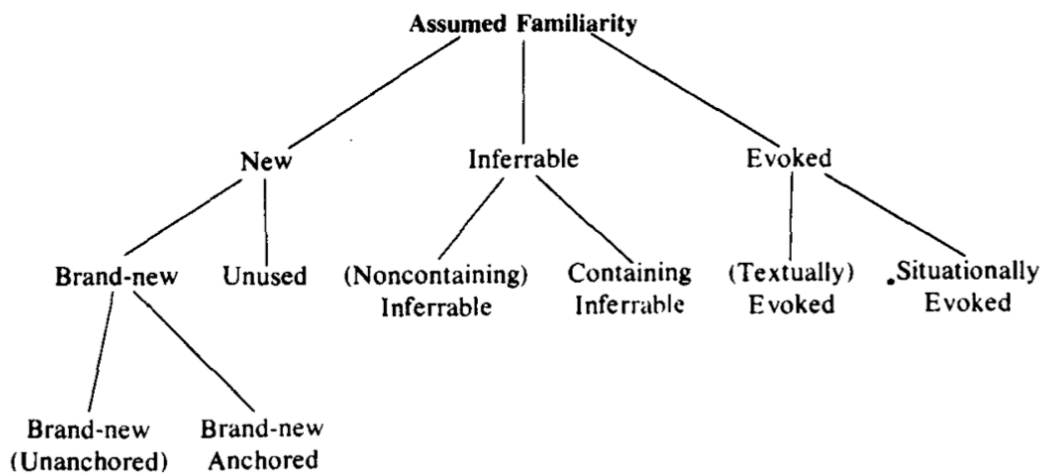 Assumed Familiarity
New Inferrable Evoked
Brand-new Unused (Noncontaining) Inferrable Containing Inferrable (Textually) Evoked Situationally Evoked
Brand-new (Unanchored) Brand-new Anchored